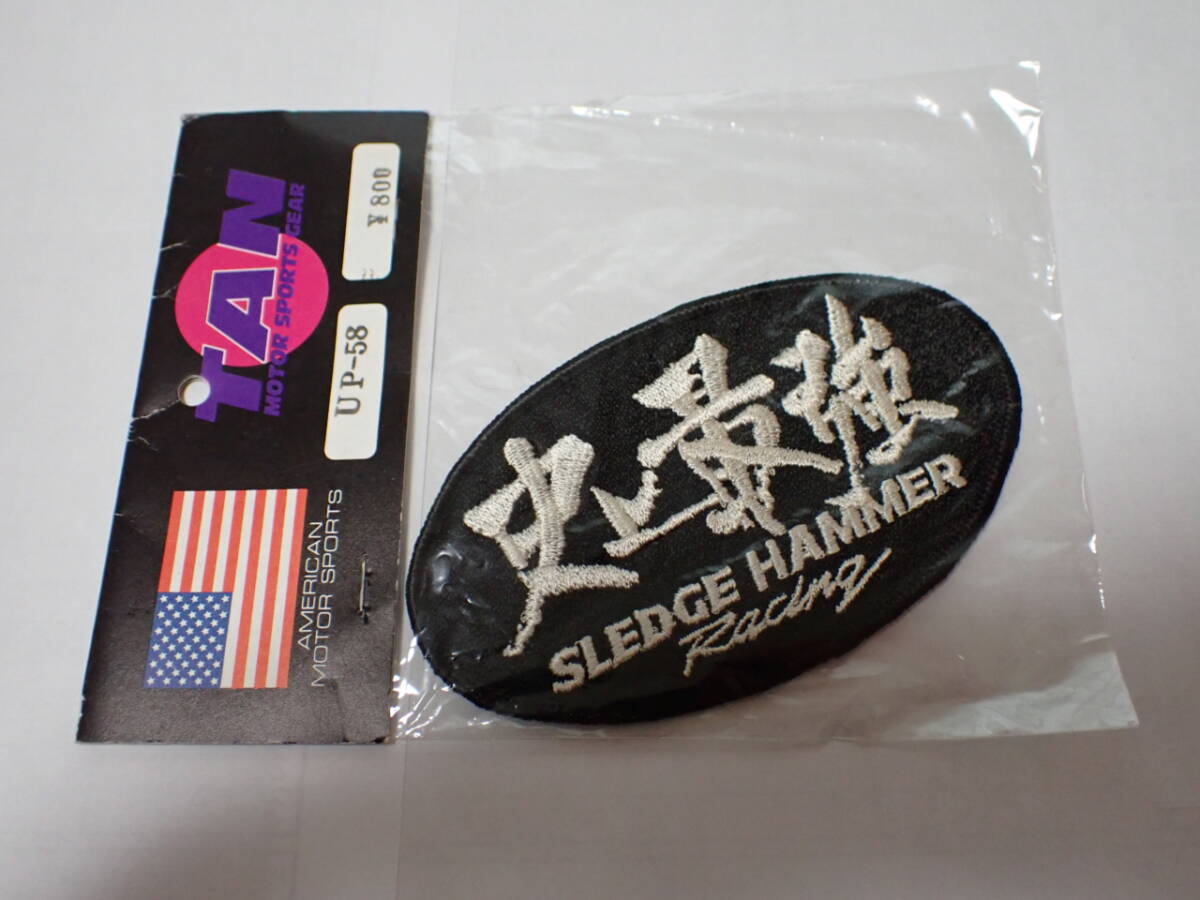 TAN
MOTOR SPORTS GEAR
¥800
UP-58
AMERICAN
MOTOR SPORTS
史上最強
SLEDGE HAMMER
Racing